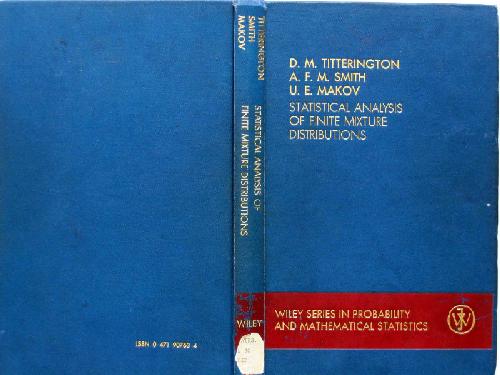 D. M. TITTERINGTON
A. F. M. SMITH
U. E. MAKOV
STATISTICAL ANALYSIS
OF FINITE MIXTURE
DISTRIBUTIONS
WILEY SERIES IN PROBABILITY
AND MATHEMATICAL STATISTICS
TITTERINGTON
SMITH
MAKOV
STATISTICAL ANALYSIS OF
FINITE MIXTURE DISTRIBUTIONS
WILEY
ISBN 0 471 90763 4